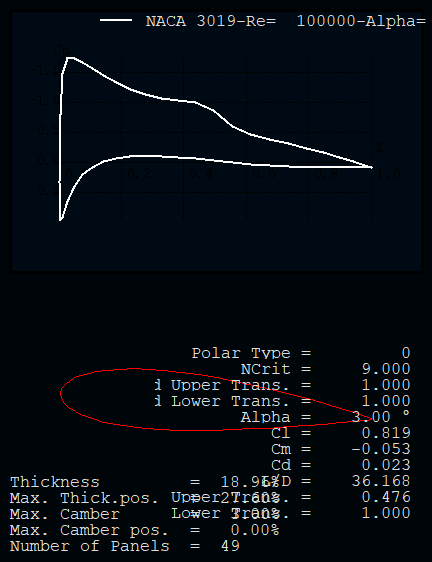 NACA 3019-Re=  100000-Alpha=
0.2
0.4
0.6
0.8
1.0
Polar Type = 0
NCrit = 9.000
d Upper Trans. = 1.000
d Lower Trans. = 1.000
Alpha = 3.00 °
Cl = 0.819
Cm = -0.053
Cd = 0.023
L/D = 36.168
Upper Trans. = 0.476
Lower Trans. = 1.000
Thickness = 18.96%
Max. Thick.pos. = 27.60%
Max. Camber = 3.00%
Max. Camber pos. = 0.00%
Number of Panels = 49